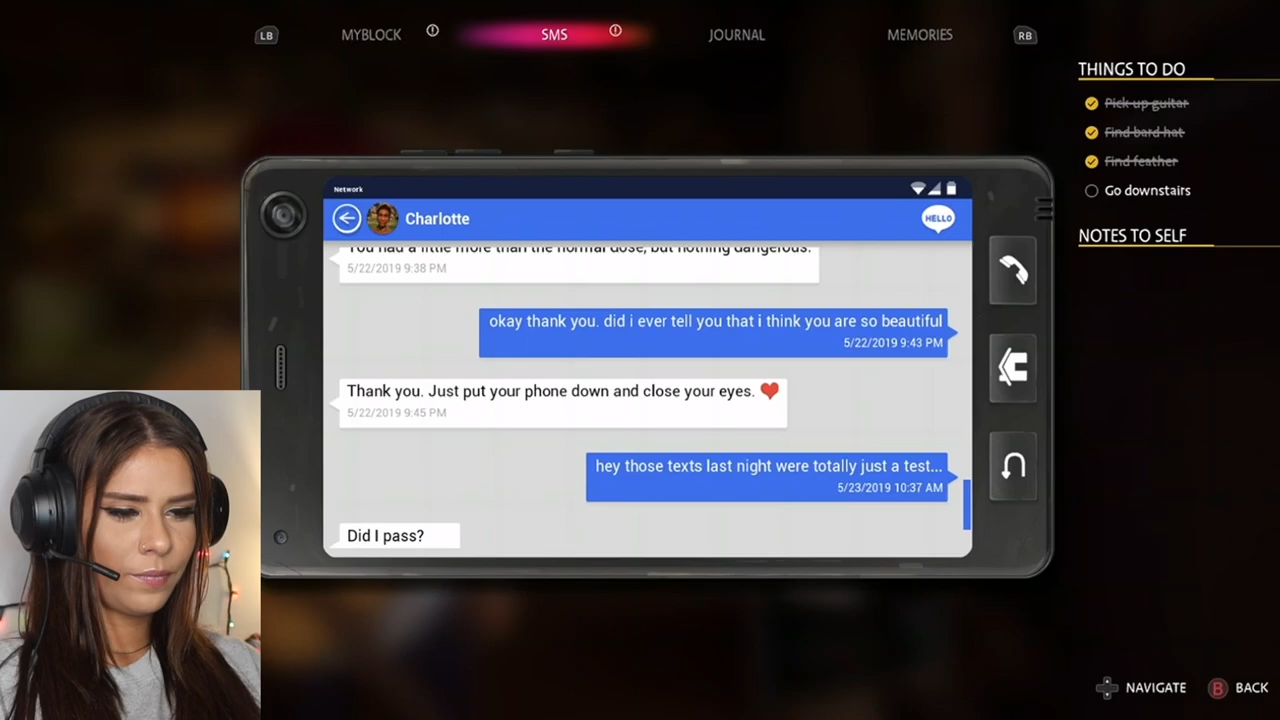 LB
MYBLOCK
SMS
JOURNAL
MEMORIES
RB
THINGS TO DO
Pick up guitar
Find bard hat
Find feather
Go downstairs
NOTES TO SELF
Network
Charlotte
HELLO
You had a little more than the normal dose, but nothing dangerous.
5/22/2019 9:38 PM
okay thank you. did i ever tell you that i think you are so beautiful
5/22/2019 9:43 PM
Thank you. Just put your phone down and close your eyes. ❤️
5/22/2019 9:45 PM
hey those texts last night were totally just a test...
5/23/2019 10:37 AM
Did I pass?
NAVIGATE
B BACK